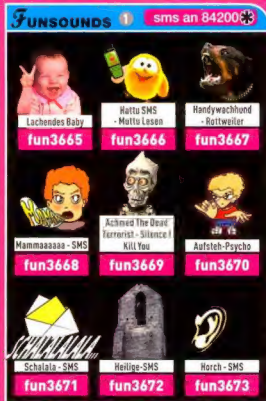 FUNSOUNDS 1 sms an 84200*
Lachendes Baby
fun3665
Hattu SMS
- Muttu Lesen
fun3666
Handywachhund
- Rottweiler
fun3667
Mammaaaaaa - SMS
fun3668
Achmed The Dead
Terrorist - Silence I
Kill You
fun3669
Aufsteh-Psycho
fun3670
SCHALALALA...
Schalala - SMS
fun3671
Heilige-SMS
fun3672
Horch - SMS
fun3673